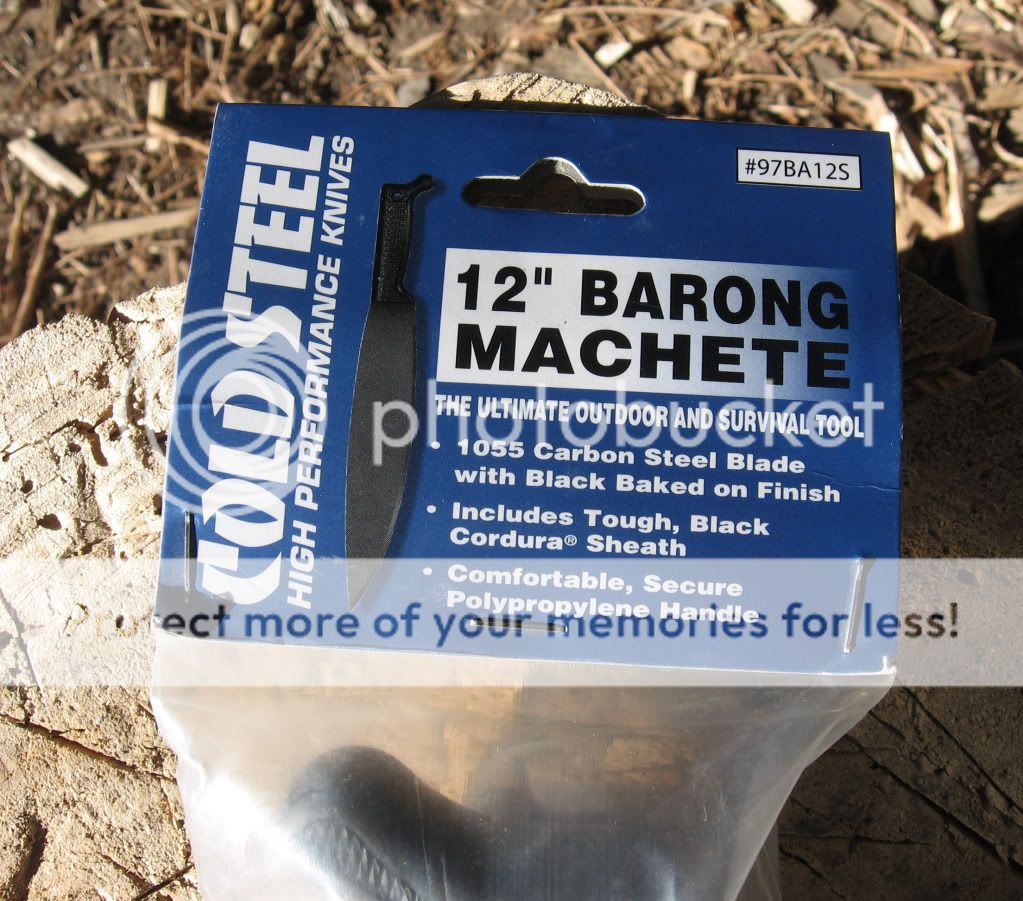 COLD STEEL
HIGH PERFORMANCE KNIVES
#97BA12S
12" BARONG
MACHETE
THE ULTIMATE OUTDOOR AND SURVIVAL TOOL
• 1055 Carbon Steel Blade
with Black Baked on Finish
• Includes Tough, Black
Cordura® Sheath
• Comfortable, Secure
Polypropylene Handle
photobucket
more of your memories for less!